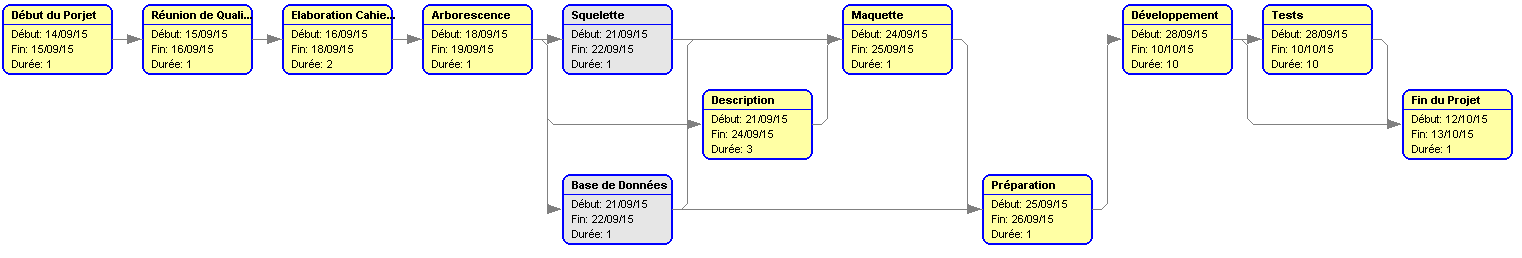 Début du Porjet
Début: 14/09/15
Fin: 15/09/15
Durée: 1
Réunion de Quali...
Début: 15/09/15
Fin: 16/09/15
Durée: 1
Elaboration Cahie...
Début: 16/09/15
Fin: 18/09/15
Durée: 2
Arborescence
Début: 18/09/15
Fin: 19/09/15
Durée: 1
Squelette
Début: 21/09/15
Fin: 22/09/15
Durée: 1
Description
Début: 21/09/15
Fin: 24/09/15
Durée: 3
Base de Données
Début: 21/09/15
Fin: 22/09/15
Durée: 1
Maquette
Début: 24/09/15
Fin: 25/09/15
Durée: 1
Préparation
Début: 25/09/15
Fin: 26/09/15
Durée: 1
Développement
Début: 28/09/15
Fin: 10/10/15
Durée: 10
Tests
Début: 28/09/15
Fin: 10/10/15
Durée: 10
Fin du Projet
Début: 12/10/15
Fin: 13/10/15
Durée: 1